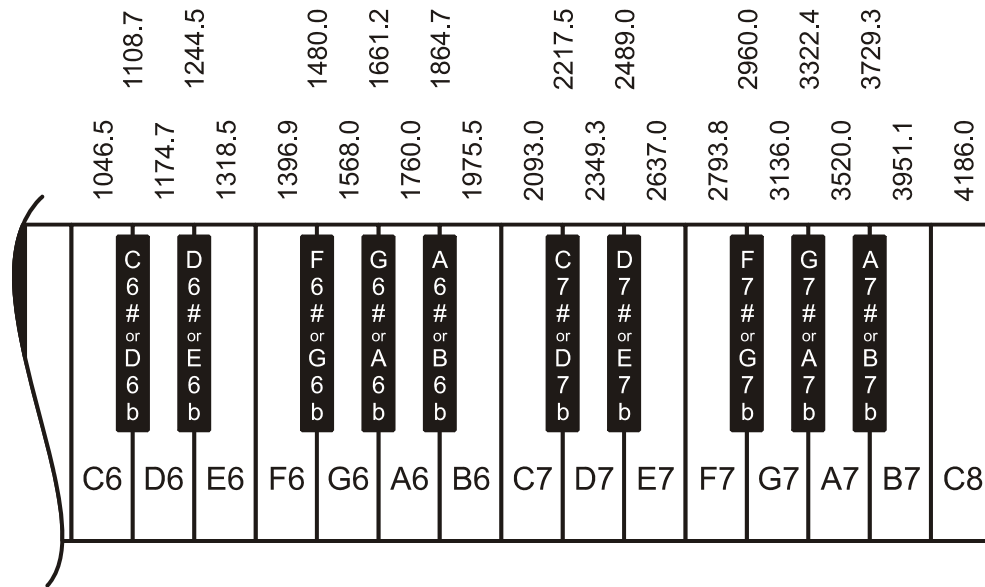 1108.7 1244.5 1480.0 1661.2 1864.7 2217.5 2489.0 2960.0 3322.4 3729.3
1046.5 1174.7 1318.5 1396.9 1568.0 1760.0 1975.5 2093.0 2349.3 2637.0 2793.8 3136.0 3520.0 3951.1 4186.0
C6# or D6b
D6# or E6b
F6# or G6b
G6# or A6b
A6# or B6b
C7# or D7b
D7# or E7b
F7# or G7b
G7# or A7b
A7# or B7b
C6 D6 E6 F6 G6 A6 B6 C7 D7 E7 F7 G7 A7 B7 C8